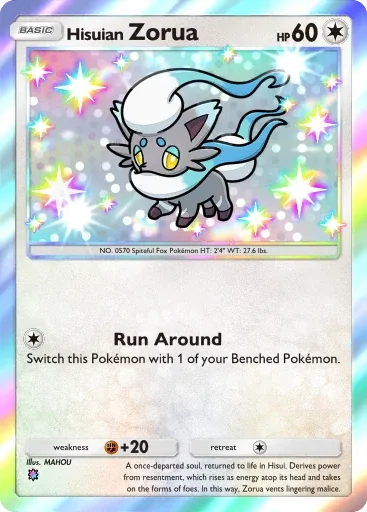 BASIC
Hisuian Zorua
HP 60
NO. 0570 Spiteful Fox Pokémon HT: 2'4" WT: 27.6 lbs.
Run Around
Switch this Pokémon with 1 of your Benched Pokémon.
weakness +20 retreat
Illus. MAHOU
A once-departed soul, returned to life in Hisui. Derives power
from resentment, which rises as energy atop its head and takes
on the forms of foes. In this way, Zorua vents lingering malice.